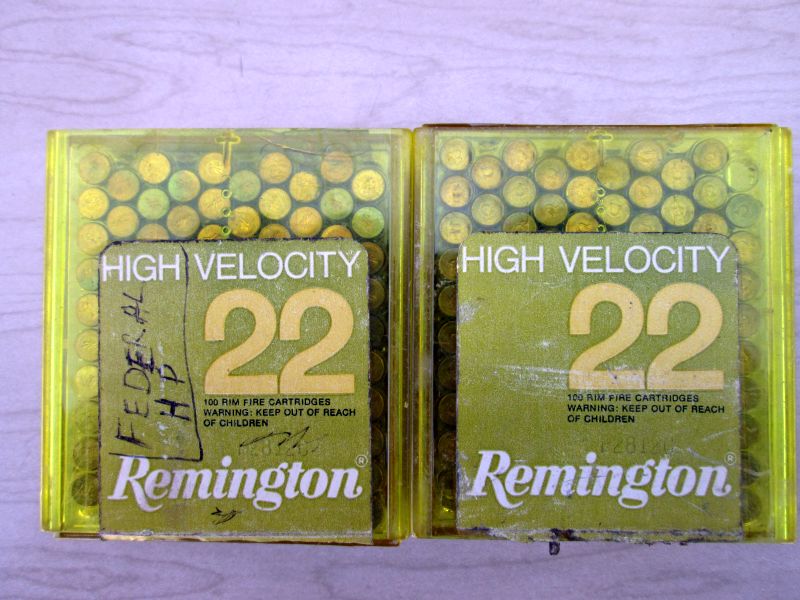 HIGH VELOCITY
22
100 RIM FIRE CARTRIDGES
WARNING: KEEP OUT OF REACH
OF CHILDREN
Remington®
FEDERAL
HP
HIGH VELOCITY
22
100 RIM FIRE CARTRIDGES
WARNING: KEEP OUT OF REACH
OF CHILDREN
Remington®